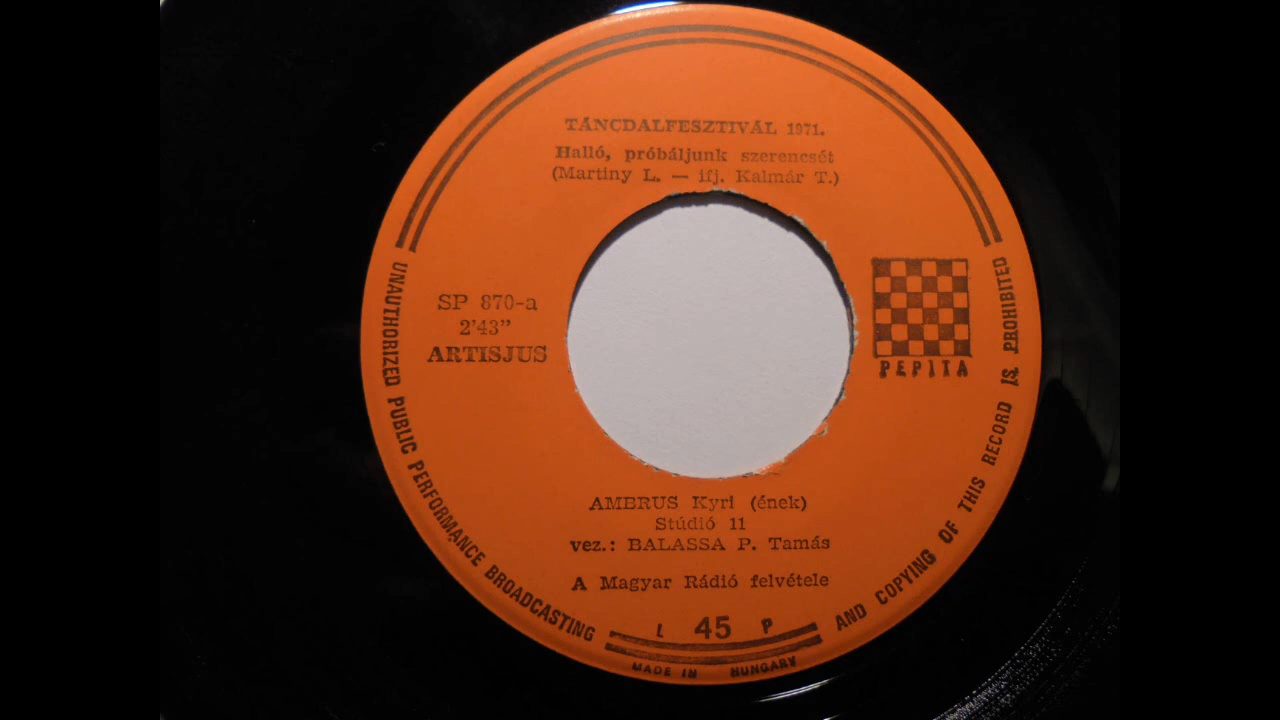 TÁNCDALFESZTIVÁL 1971.
Halló, próbáljunk szerencsét
(Martiny L. — ifj. Kalmár T.)
SP 870-a
2'43"
ARTISJUS
PEPITA
AMBRUS Kyri (ének)
Stúdió 11
vez.: BALASSA P. Tamás
A Magyar Rádió felvétele
L 45 P
UNAUTHORIZED PUBLIC PERFORMANCE BROADCASTING AND COPYING OF THIS RECORD IS PROHIBITED
MADE IN HUNGARY